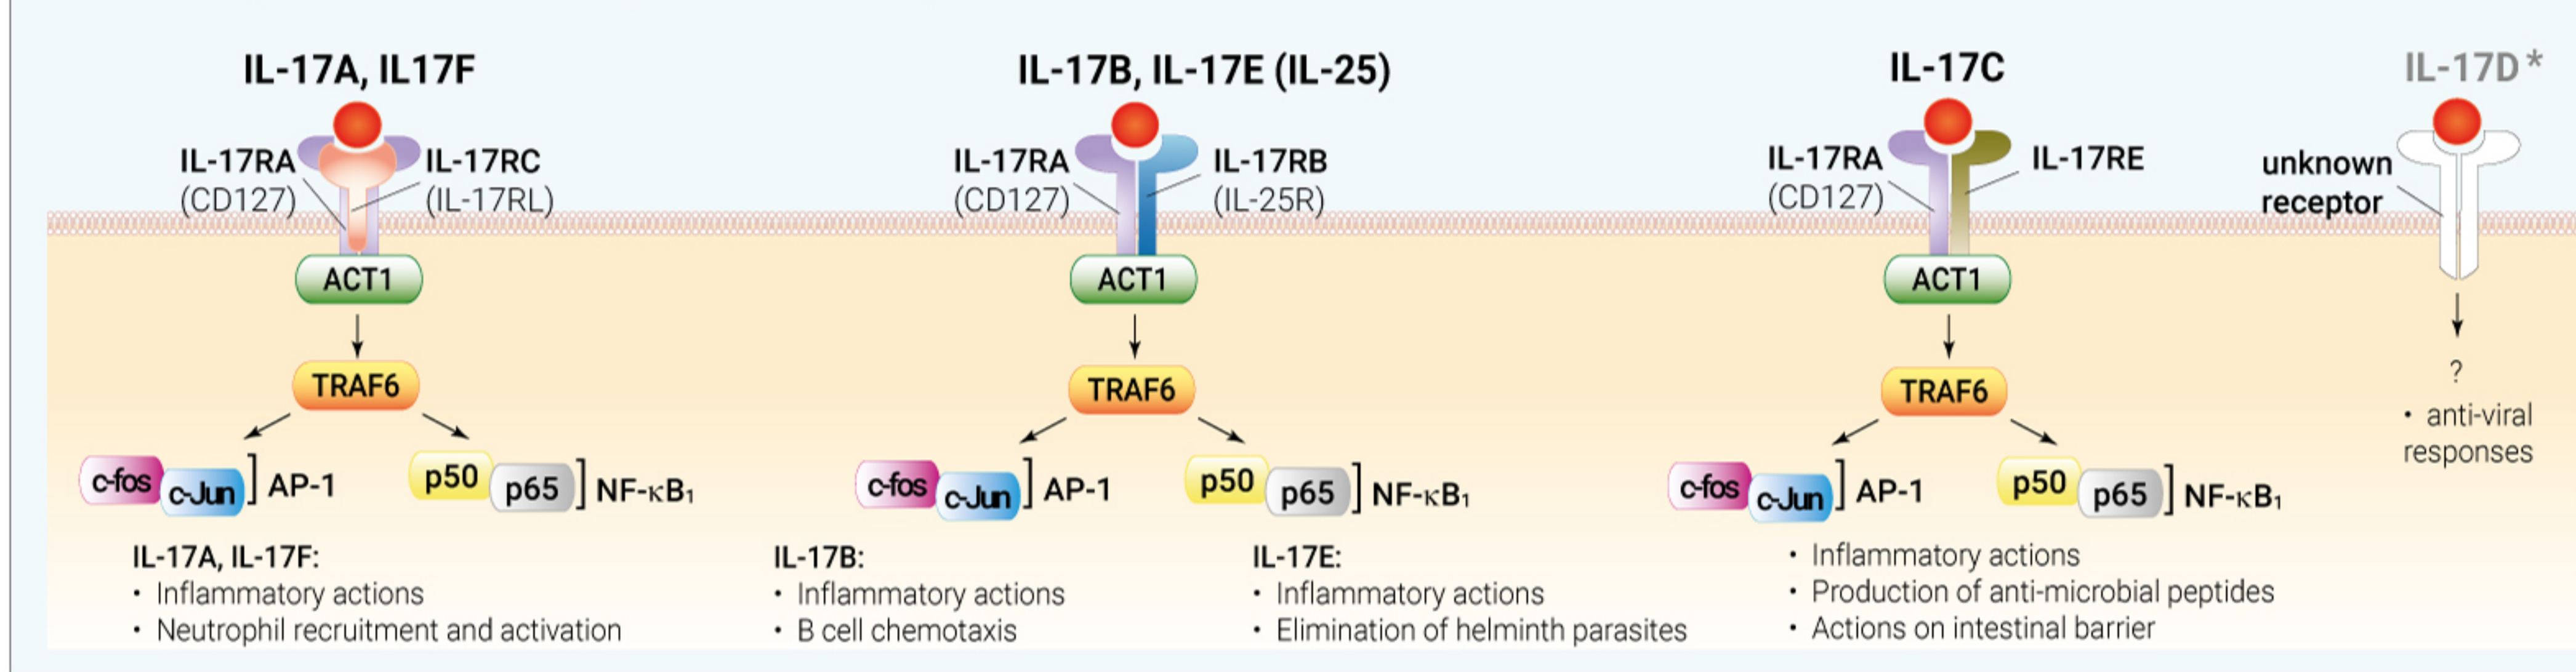 IL-17A, IL17F
IL-17RA
(CD127)
IL-17RC
(IL-17RL)
ACT1
TRAF6
c-fos
c-Jun
AP-1
p50
p65
NF-κB₁
IL-17A, IL-17F:
• Inflammatory actions
• Neutrophil recruitment and activation
IL-17B, IL-17E (IL-25)
IL-17RA
(CD127)
IL-17RB
(IL-25R)
ACT1
TRAF6
c-fos
c-Jun
AP-1
p50
p65
NF-κB₁
IL-17B:
• Inflammatory actions
• B cell chemotaxis
IL-17E:
• Inflammatory actions
• Elimination of helminth parasites
IL-17C
IL-17RA
(CD127)
IL-17RE
ACT1
TRAF6
c-fos
c-Jun
AP-1
p50
p65
NF-κB₁
• Inflammatory actions
• Production of anti-microbial peptides
• Actions on intestinal barrier
IL-17D*
unknown
receptor
?
• anti-viral
responses